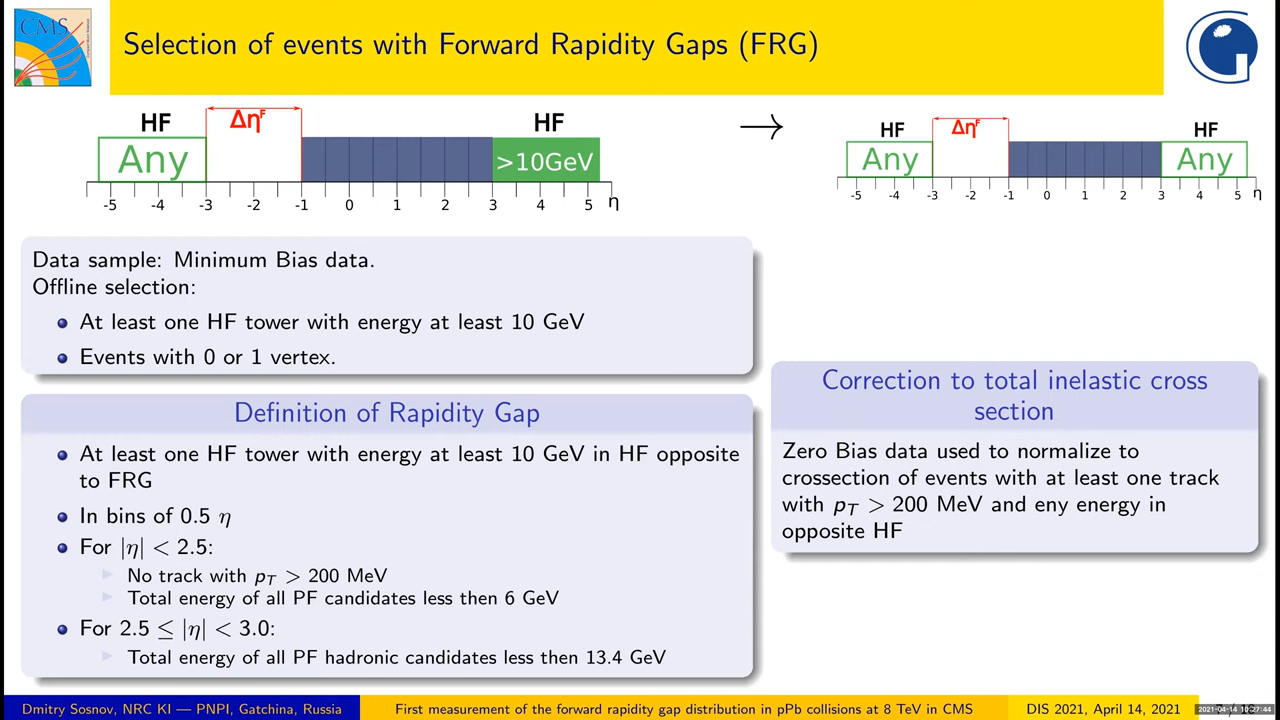 CMS
Selection of events with Forward Rapidity Gaps (FRG)
HF
Δηᶠ
HF
Any
>10GeV
-5 -4 -3 -2 -1 0 1 2 3 4 5 η
→
HF
Δηᶠ
HF
Any
Any
-5 -4 -3 -2 -1 0 1 2 3 4 5 η
Data sample: Minimum Bias data.
Offline selection:
At least one HF tower with energy at least 10 GeV
Events with 0 or 1 vertex.
Definition of Rapidity Gap
At least one HF tower with energy at least 10 GeV in HF opposite
to FRG
In bins of 0.5 η
For |η| < 2.5:
No track with p_T > 200 MeV
Total energy of all PF candidates less then 6 GeV
For 2.5 ≤ |η| < 3.0:
Total energy of all PF hadronic candidates less then 13.4 GeV
Correction to total inelastic cross
section
Zero Bias data used to normalize to
crossection of events with at least one track
with p_T > 200 MeV and eny energy in
opposite HF
Dmitry Sosnov, NRC KI — PNPI, Gatchina, Russia
First measurement of the forward rapidity gap distribution in pPb collisions at 8 TeV in CMS
DIS 2021, April 14, 2021
2021-04-14 10:27:44